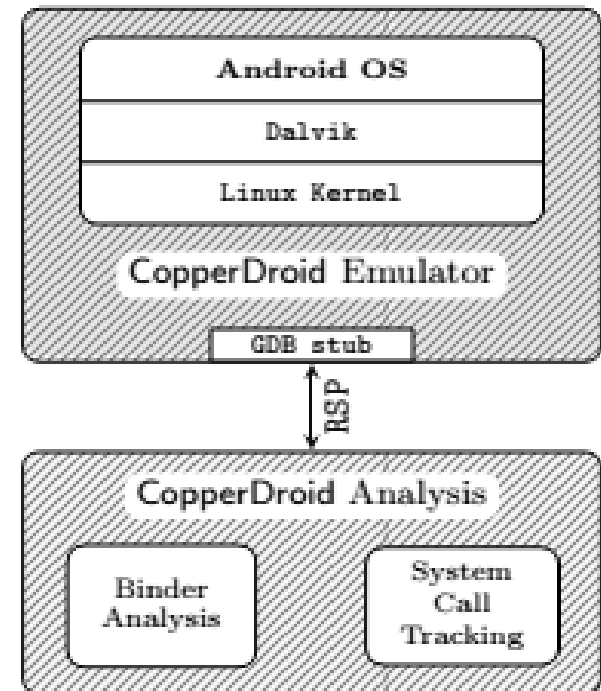 Android OS
Dalvik
Linux Kernel
CopperDroid Emulator
GDB stub
RSP
CopperDroid Analysis
Binder
Analysis
System
Call
Tracking